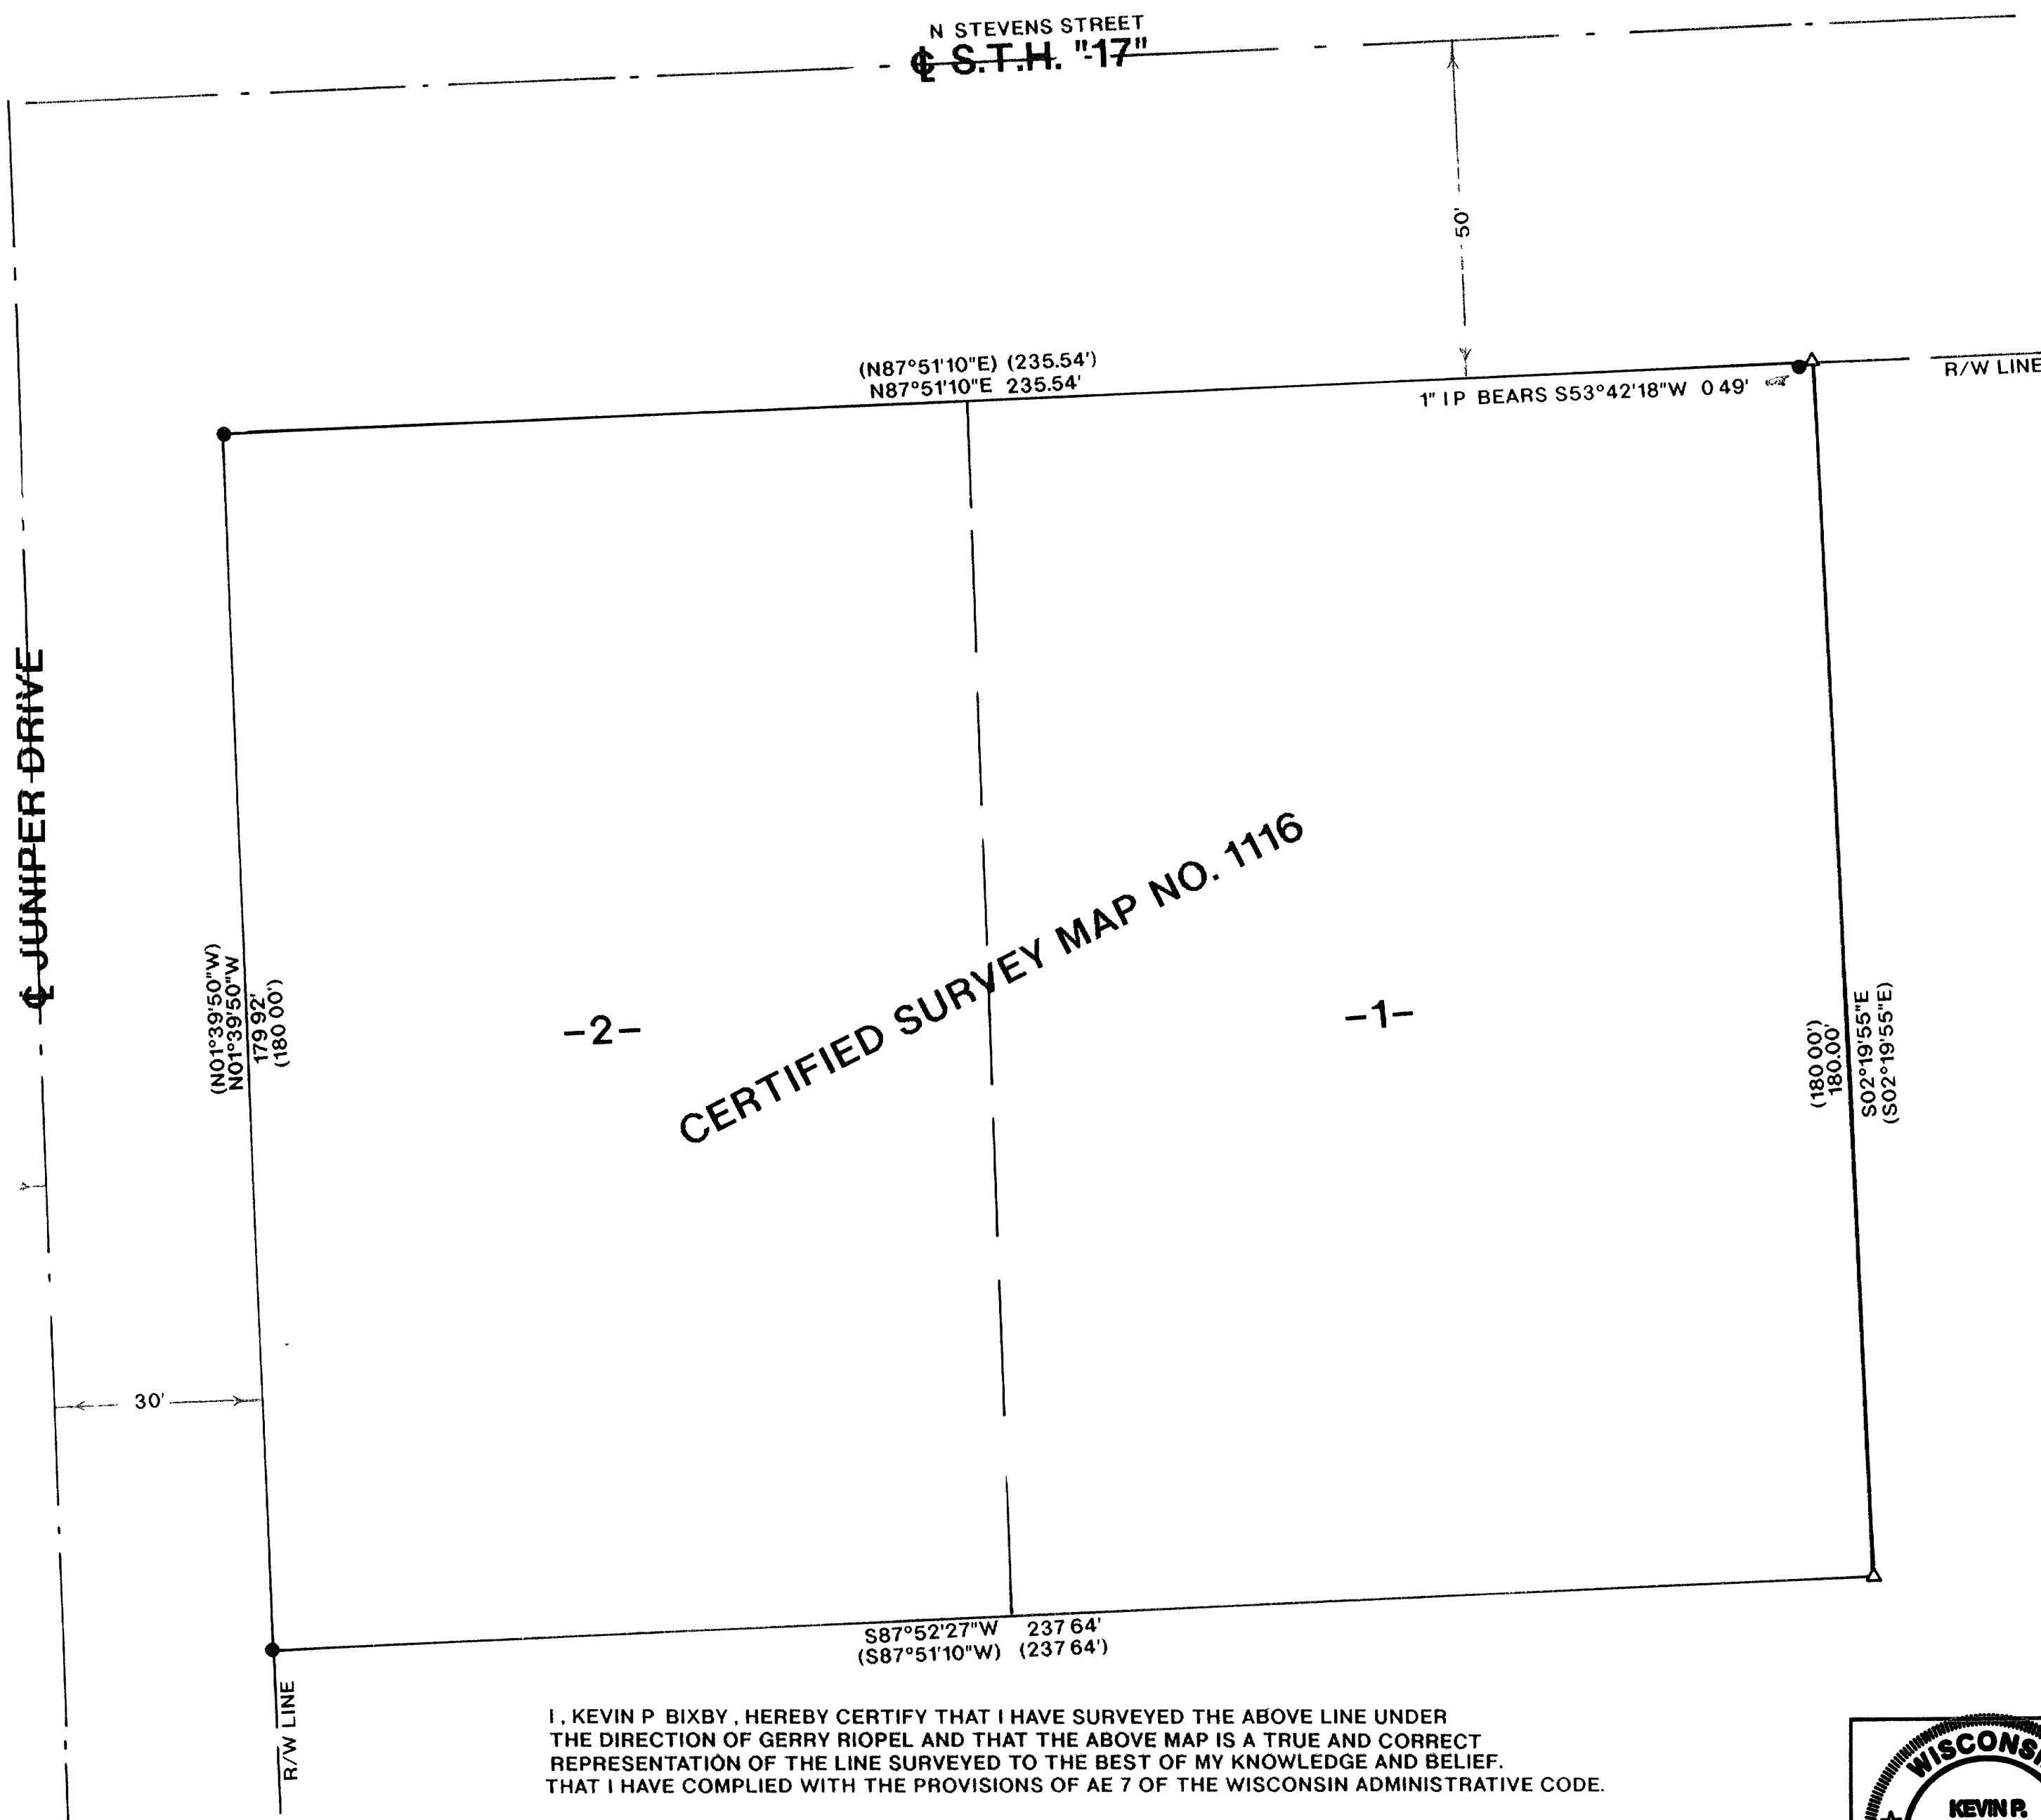 N STEVENS STREET
℄ S.T.H. "17"
50'
(N87°51'10"E) (235.54')
N87°51'10"E 235.54'
R/W LINE
1" IP BEARS S53°42'18"W 0 49'
℄ JUNIPER DRIVE
(N01°39'50"W)
N01°39'50"W
179 92'
(180 00')
-2-
CERTIFIED SURVEY MAP NO. 1116
-1-
(180 00')
180.00'
S02°19'55"E
(S02°19'55"E)
30'
S87°52'27"W 237 64'
(S87°51'10"W) (237 64')
R/W LINE
I, KEVIN P BIXBY, HEREBY CERTIFY THAT I HAVE SURVEYED THE ABOVE LINE UNDER
THE DIRECTION OF GERRY RIOPEL AND THAT THE ABOVE MAP IS A TRUE AND CORRECT
REPRESENTATION OF THE LINE SURVEYED TO THE BEST OF MY KNOWLEDGE AND BELIEF.
THAT I HAVE COMPLIED WITH THE PROVISIONS OF AE 7 OF THE WISCONSIN ADMINISTRATIVE CODE.
WISCONSI
KEVIN P.